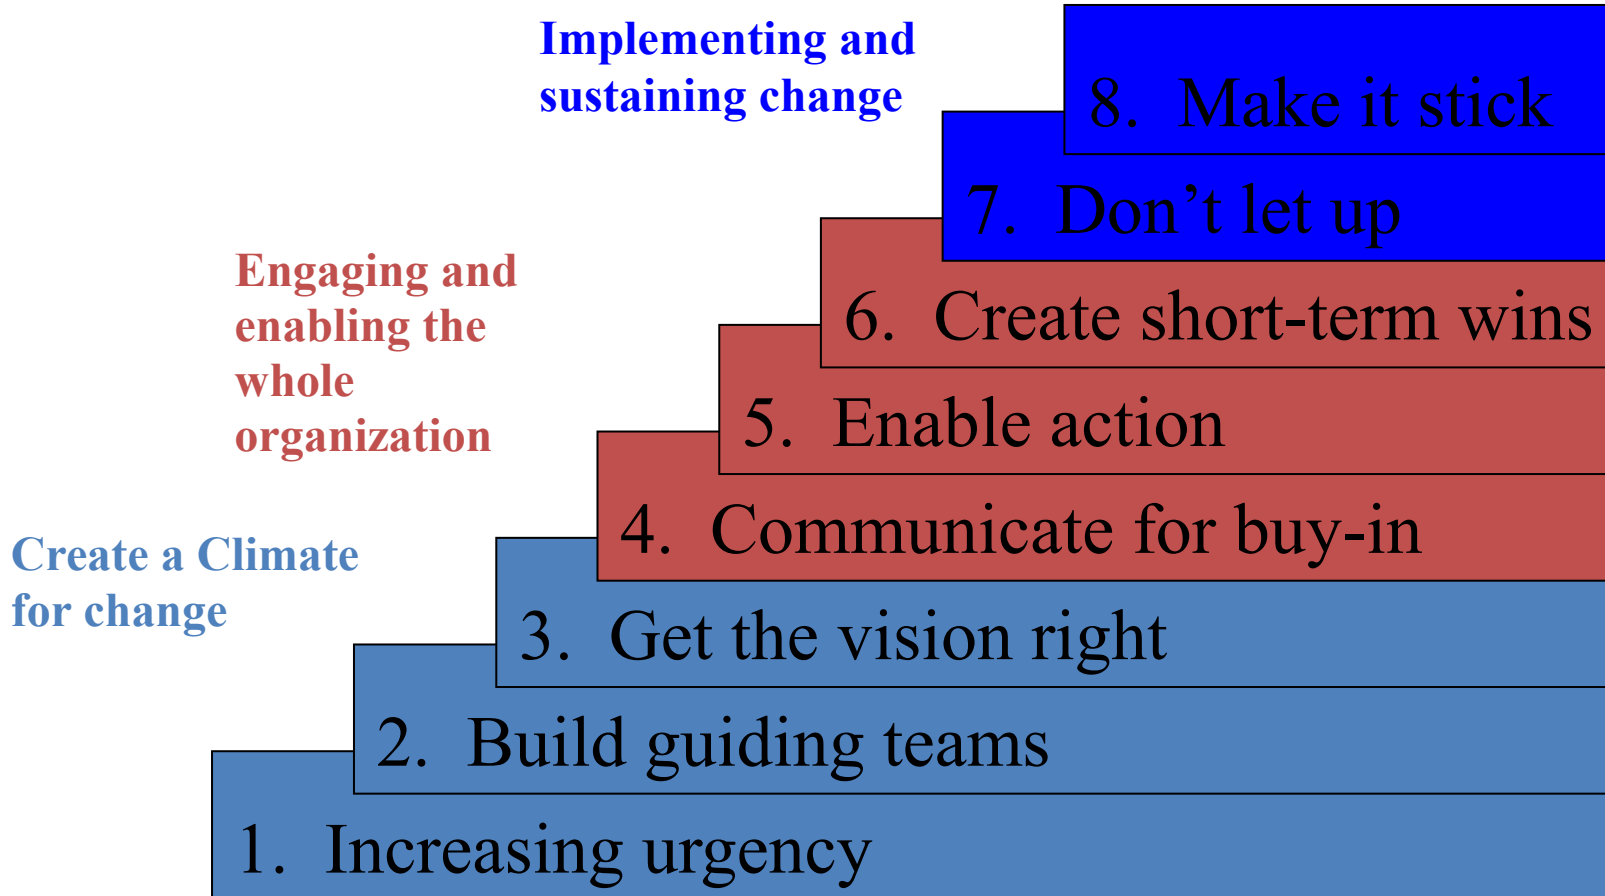 Implementing and
sustaining change
8. Make it stick
7. Don’t let up
Engaging and
enabling the
whole
organization
6. Create short-term wins
5. Enable action
4. Communicate for buy-in
Create a Climate
for change
3. Get the vision right
2. Build guiding teams
1. Increasing urgency